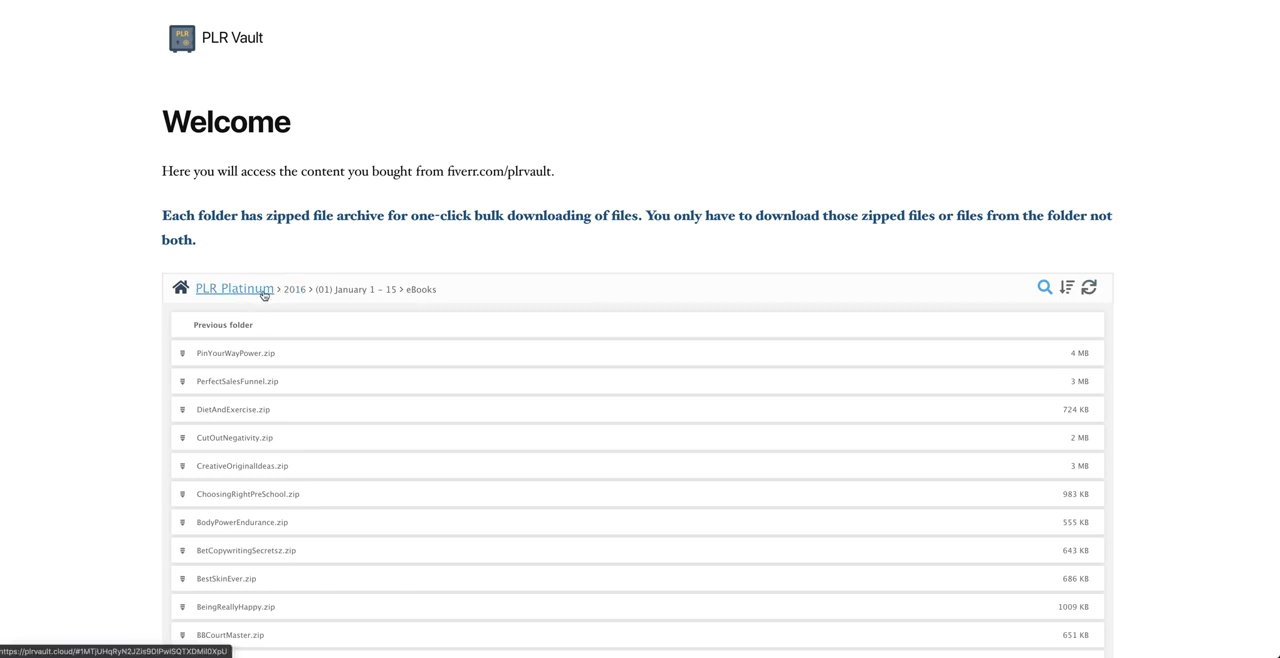 PLR
PLR Vault
Welcome
Here you will access the content you bought from fiverr.com/plrvault.
Each folder has zipped file archive for one-click bulk downloading of files. You only have to download those zipped files or files from the folder not
both.
PLR Platinum > 2016 > (01) January 1 – 15 > eBooks
Previous folder
PinYourWayPower.zip 4 MB
PerfectSalesFunnel.zip 3 MB
DietAndExercise.zip 724 KB
CutOutNegativity.zip 2 MB
CreativeOriginalIdeas.zip 3 MB
ChoosingRightPreSchool.zip 983 KB
BodyPowerEndurance.zip 555 KB
BetCopywritingSecretsz.zip 643 KB
BestSkinEver.zip 686 KB
BeingReallyHappy.zip 1009 KB
BBCourtMaster.zip 651 KB